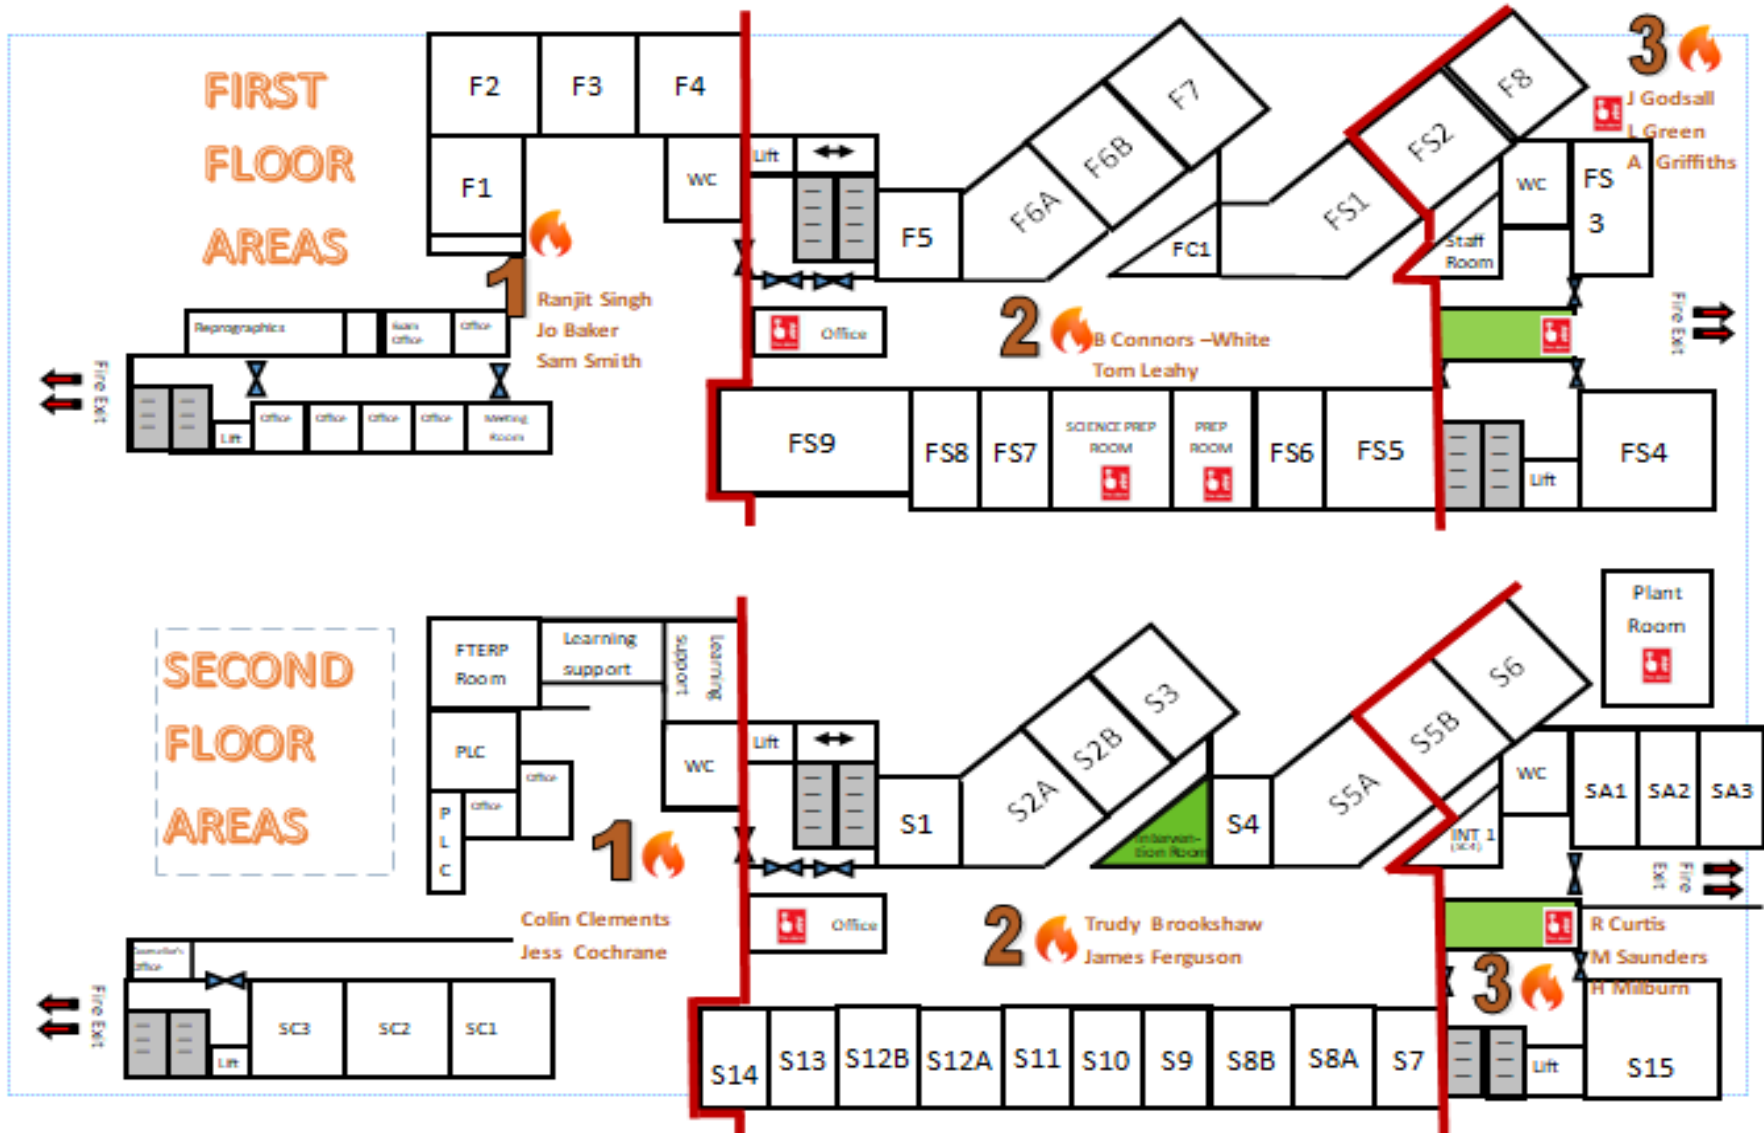 FIRST
FLOOR
AREAS
F2
F3
F4
F1
WC
Lift
F5
F6A
F6B
F7
FC1
FS1
FS2
F8
WC
FS
3
Staff
Room
3
J Godsall
L Green
A Griffiths
1
Ranjit Singh
Jo Baker
Sam Smith
Reprographics
Office
Office
Fire Exit
Lift
Office
Office
Office
Office
Meeting
Room
Office
2
B Connors –White
Tom Leahy
Fire Exit
FS9
FS8
FS7
SCIENCE PREP
ROOM
PREP
ROOM
FS6
FS5
Lift
FS4
SECOND
FLOOR
AREAS
FTERP
Room
Learning
support
Learning
support
PLC
Office
Office
P
L
C
WC
Lift
S1
S2A
S2B
S3
Interven-
tion Room
S4
S5A
S5B
S6
Plant
Room
WC
INT 1
SA1
SA2
SA3
Fire
Exit
1
Colin Clements
Jess Cochrane
Office
2
Trudy Brookshaw
James Ferguson
3
R Curtis
M Saunders
H Milburn
Office
Fire Exit
Lift
SC3
SC2
SC1
S14
S13
S12B
S12A
S11
S10
S9
S8B
S8A
S7
Lift
S15